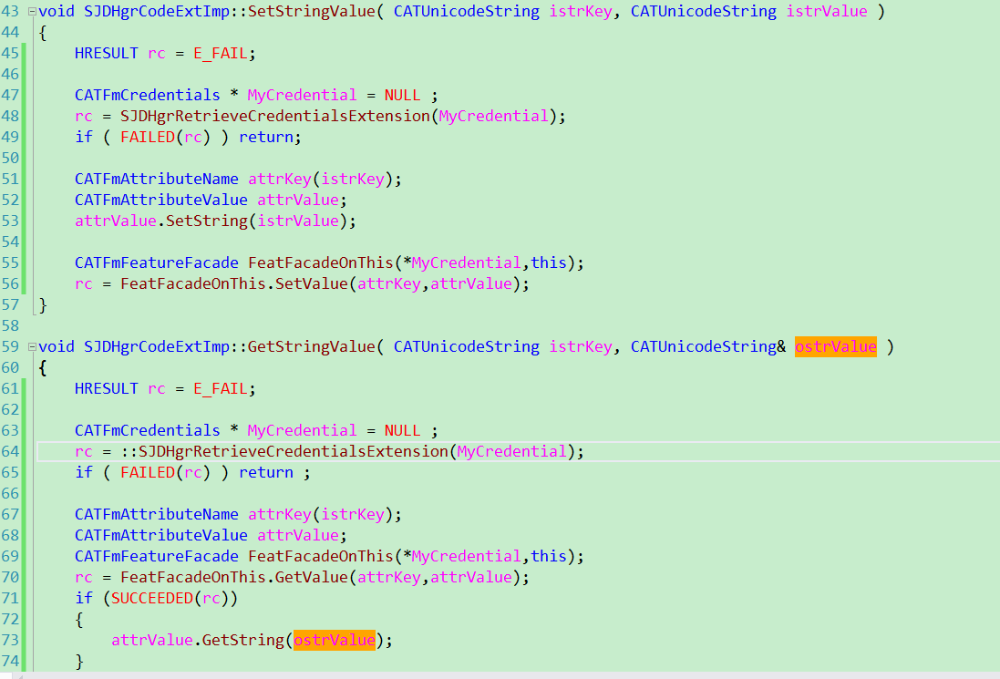 43 void SJDHgrCodeExtImp::SetStringValue( CATUnicodeString istrKey, CATUnicodeString istrValue )
44 {
45     HRESULT rc = E_FAIL;
46
47     CATFmCredentials * MyCredential = NULL ;
48     rc = SJDHgrRetrieveCredentialsExtension(MyCredential);
49     if ( FAILED(rc) ) return;
50
51     CATFmAttributeName attrKey(istrKey);
52     CATFmAttributeValue attrValue;
53     attrValue.SetString(istrValue);
54
55     CATFmFeatureFacade FeatFacadeOnThis(*MyCredential,this);
56     rc = FeatFacadeOnThis.SetValue(attrKey,attrValue);
57 }
58
59 void SJDHgrCodeExtImp::GetStringValue( CATUnicodeString istrKey, CATUnicodeString& ostrValue )
60 {
61     HRESULT rc = E_FAIL;
62
63     CATFmCredentials * MyCredential = NULL ;
64     rc = ::SJDHgrRetrieveCredentialsExtension(MyCredential);
65     if ( FAILED(rc) ) return ;
66
67     CATFmAttributeName attrKey(istrKey);
68     CATFmAttributeValue attrValue;
69     CATFmFeatureFacade FeatFacadeOnThis(*MyCredential,this);
70     rc = FeatFacadeOnThis.GetValue(attrKey,attrValue);
71     if (SUCCEEDED(rc))
72     {
73         attrValue.GetString(ostrValue);
74     }